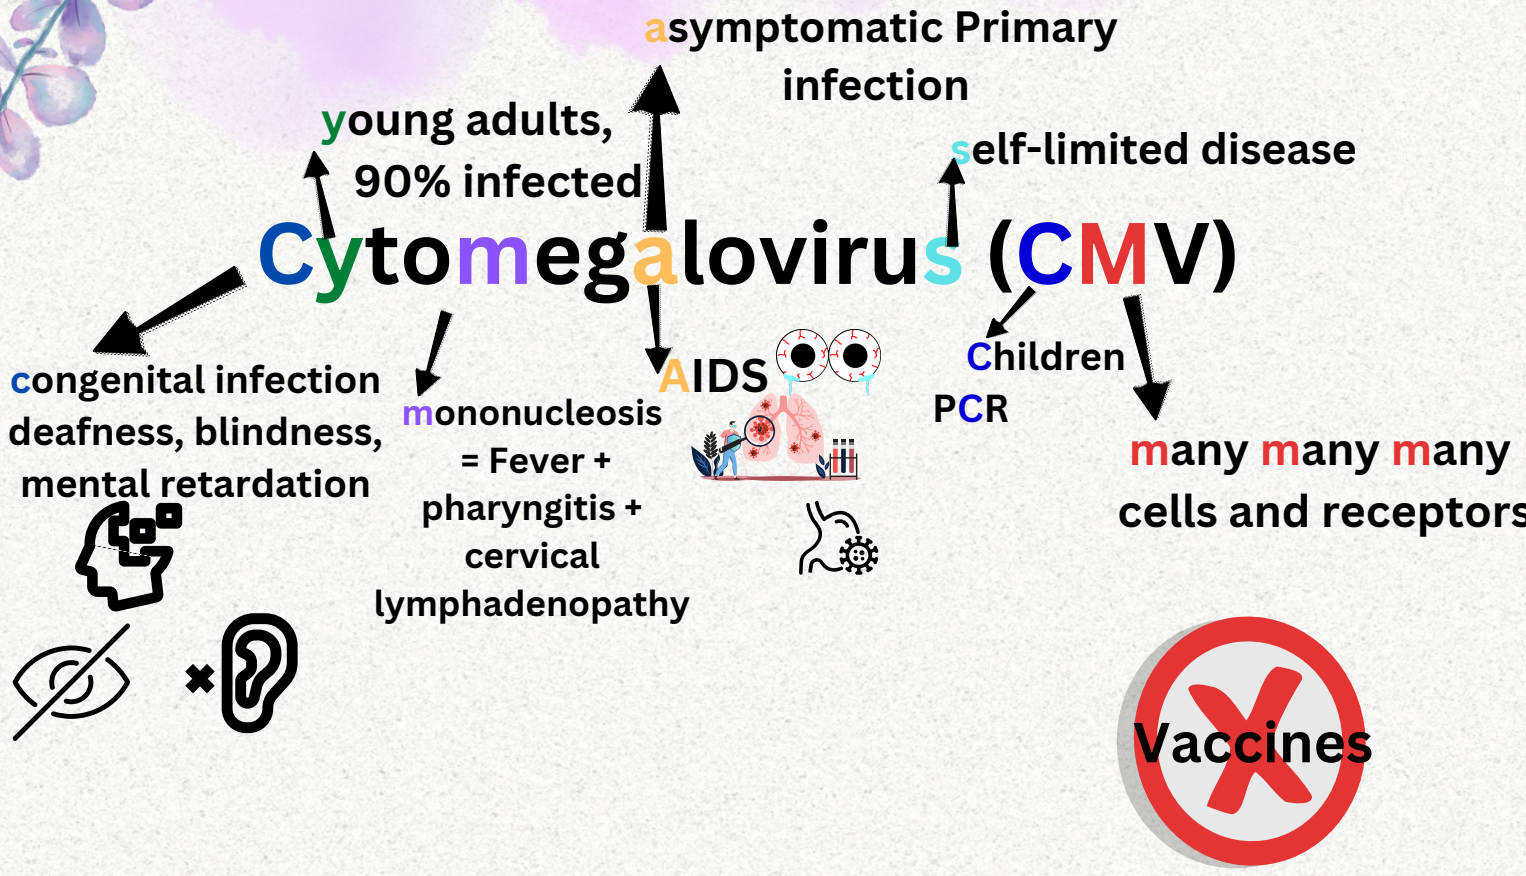 asymptomatic Primary
infection
young adults,
90% infected
self-limited disease
Cytomegalovirus (CMV)
congenital infection
deafness, blindness,
mental retardation
mononucleosis
= Fever +
pharyngitis +
cervical
lymphadenopathy
AIDS
Children
PCR
many many many
cells and receptors
Vaccines